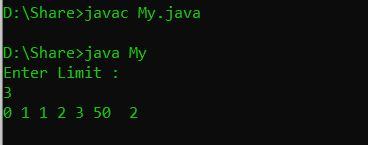 D:\Share>javac My.java
D:\Share>java My
Enter Limit :
3
0 1 1 2 3 50  2